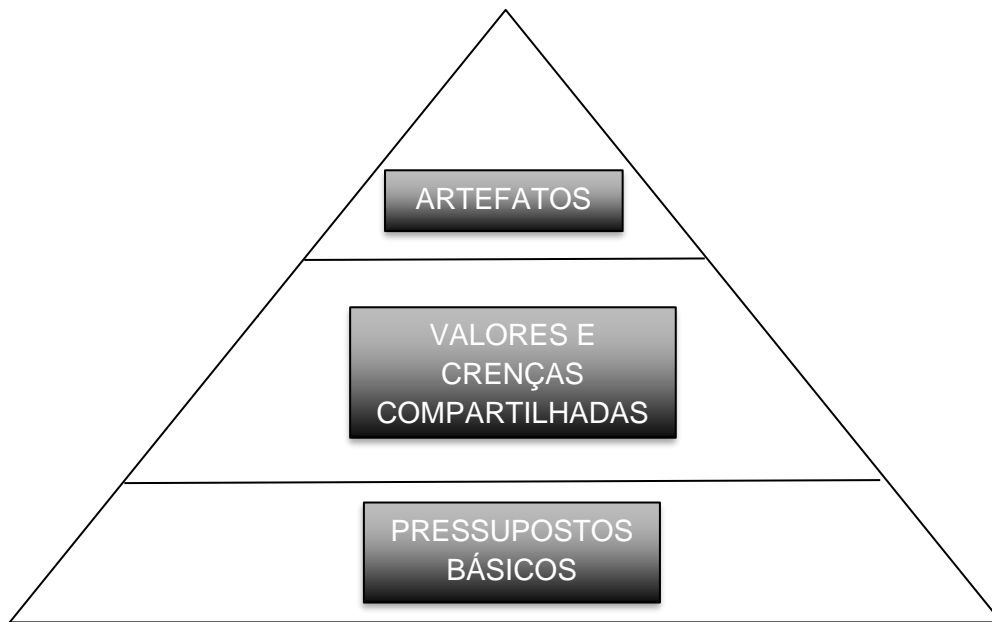 ARTEFATOS
VALORES E
CRENÇAS
COMPARTILHADAS
PRESSUPOSTOS
BÁSICOS